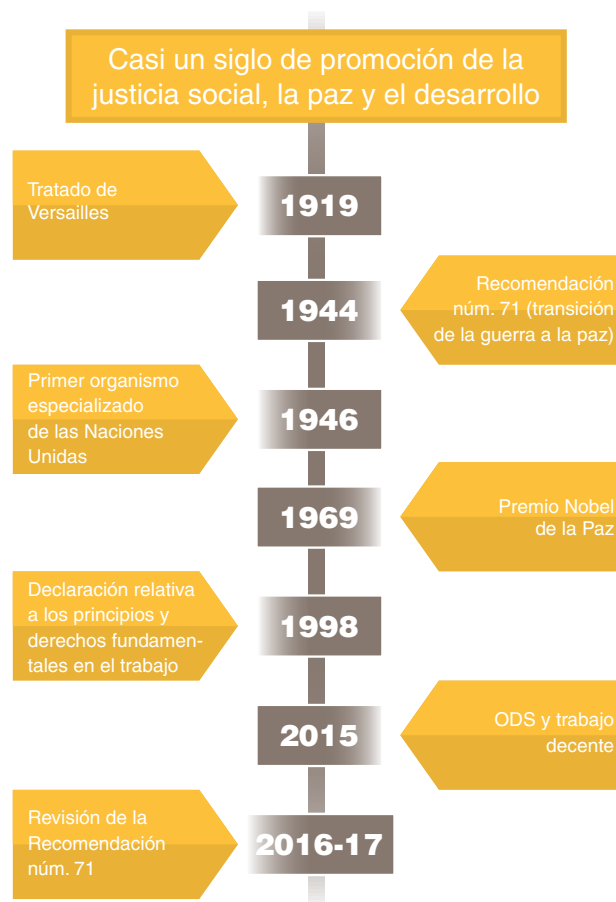 Casi un siglo de promoción de la
justicia social, la paz y el desarrollo
Tratado de
Versailles
1919
1944
Recomendación
núm. 71 (transición
de la guerra a la paz)
Primer organismo
especializado
de las Naciones
Unidas
1946
1969
Premio Nobel
de la Paz
Declaración relativa
a los principios y
derechos fundamen-
tales en el trabajo
1998
2015
ODS y trabajo
decente
Revisión de la
Recomendación
núm. 71
2016-17